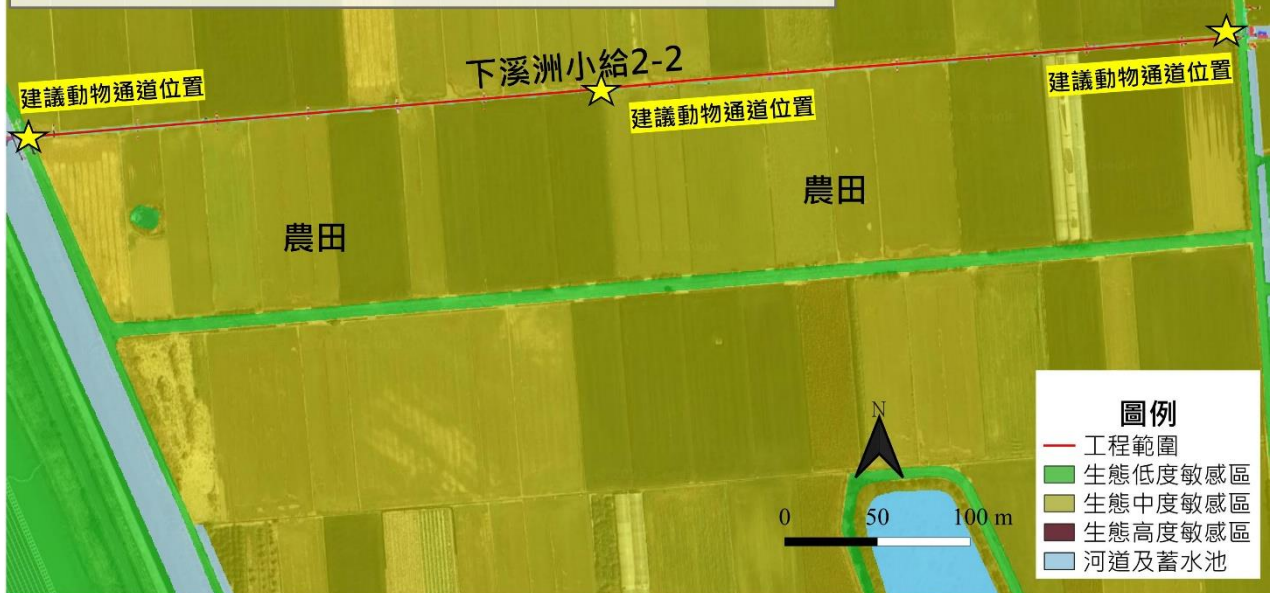 下溪洲小給2-2
建議動物通道位置
建議動物通道位置
建議動物通道位置
農田
農田
N
0 50 100 m
圖例
工程範圍
生態低度敏感區
生態中度敏感區
生態高度敏感區
河道及蓄水池